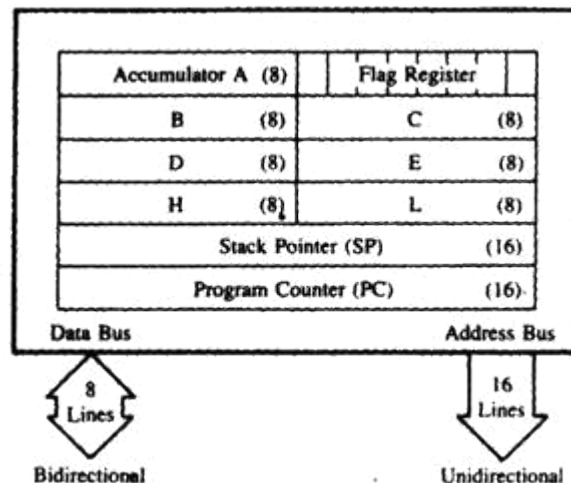 Accumulator A (8) Flag Register
B (8) C (8)
D (8) E (8)
H (8) L (8)
Stack Pointer (SP) (16)
Program Counter (PC) (16)
Data Bus Address Bus
8 16
Lines Lines
Bidirectional Unidirectional